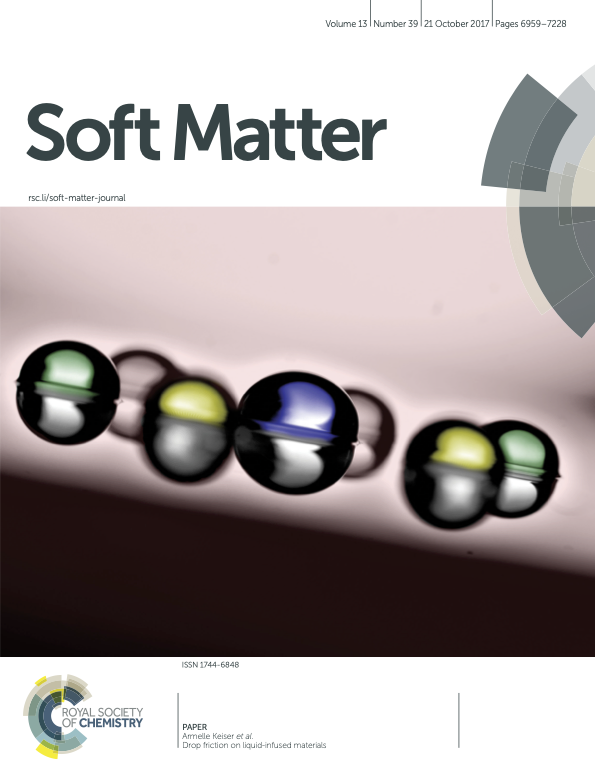 Volume 13 | Number 39 | 21 October 2017 | Pages 6959–7228
Soft Matter
rsc.li/soft-matter-journal
ISSN 1744-6848
ROYAL SOCIETY
OF CHEMISTRY
PAPER
Armelle Keiser et al.
Drop friction on liquid-infused materials